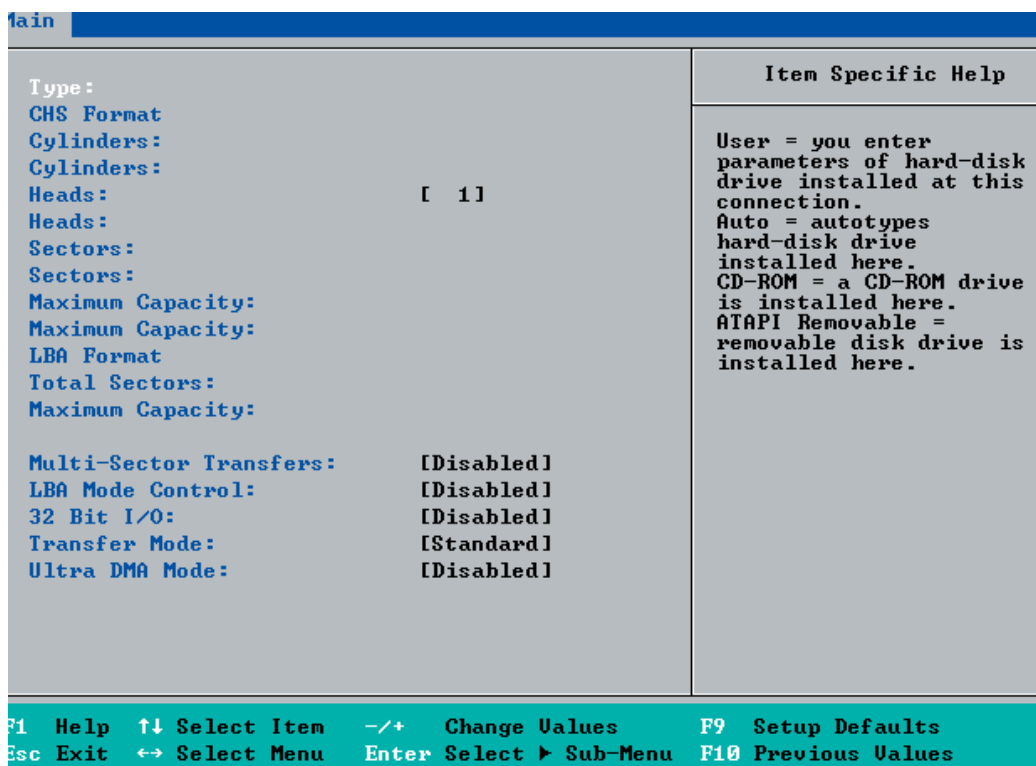 Main
Type:
CHS Format
Cylinders:
Cylinders:
Heads: [ 1]
Heads:
Sectors:
Sectors:
Maximum Capacity:
Maximum Capacity:
LBA Format
Total Sectors:
Maximum Capacity:
Multi-Sector Transfers: [Disabled]
LBA Mode Control: [Disabled]
32 Bit I/O: [Disabled]
Transfer Mode: [Standard]
Ultra DMA Mode: [Disabled]
Item Specific Help
User = you enter
parameters of hard-disk
drive installed at this
connection.
Auto = autotypes
hard-disk drive
installed here.
CD-ROM = a CD-ROM drive
is installed here.
ATAPI Removable =
removable disk drive is
installed here.
F1 Help ↑↓ Select Item -/+ Change Values F9 Setup Defaults
Esc Exit ↔ Select Menu Enter Select ▶ Sub-Menu F10 Previous Values